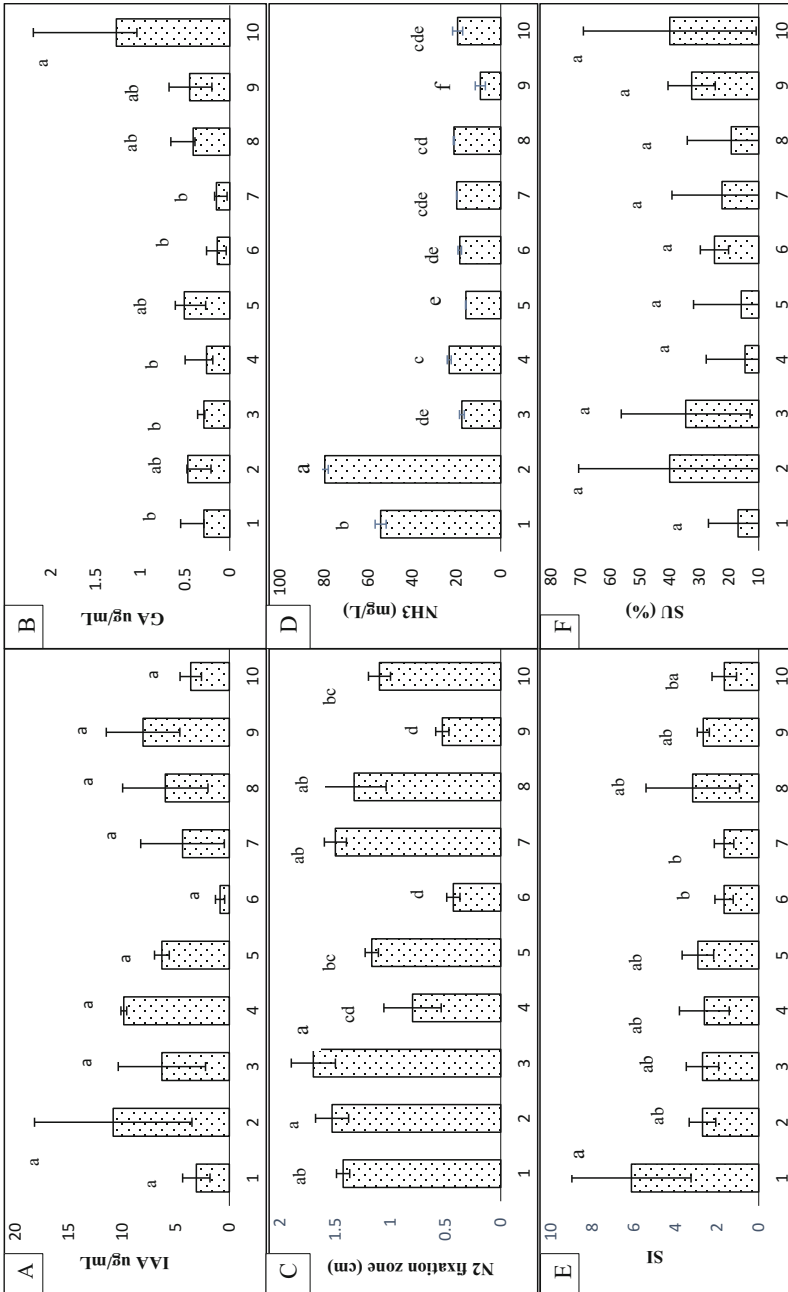 A
IAA ug/mL
20
15
10
5
0
a
a
a
a
a
a
a
a
a
a
1 2 3 4 5 6 7 8 9 10
B
GA ug/mL
2
1.5
1
0.5
0
b
ab
b
b
ab
b
b
ab
ab
a
1 2 3 4 5 6 7 8 9 10
C
N2 fixation zone (cm)
2
1.5
1
0.5
0
ab
a
a
cd
bc
d
ab
ab
d
bc
1 2 3 4 5 6 7 8 9 10
D
NH3 (mg/L)
100
80
60
40
20
0
b
a
de
c
e
de
cde
cd
f
cde
1 2 3 4 5 6 7 8 9 10
E
SI
10
8
6
4
2
0
a
ab
ab
ab
ab
b
b
ab
ab
ba
1 2 3 4 5 6 7 8 9 10
F
SU (%)
80
70
60
50
40
30
20
10
a
a
a
a
a
a
a
a
a
a
1 2 3 4 5 6 7 8 9 10